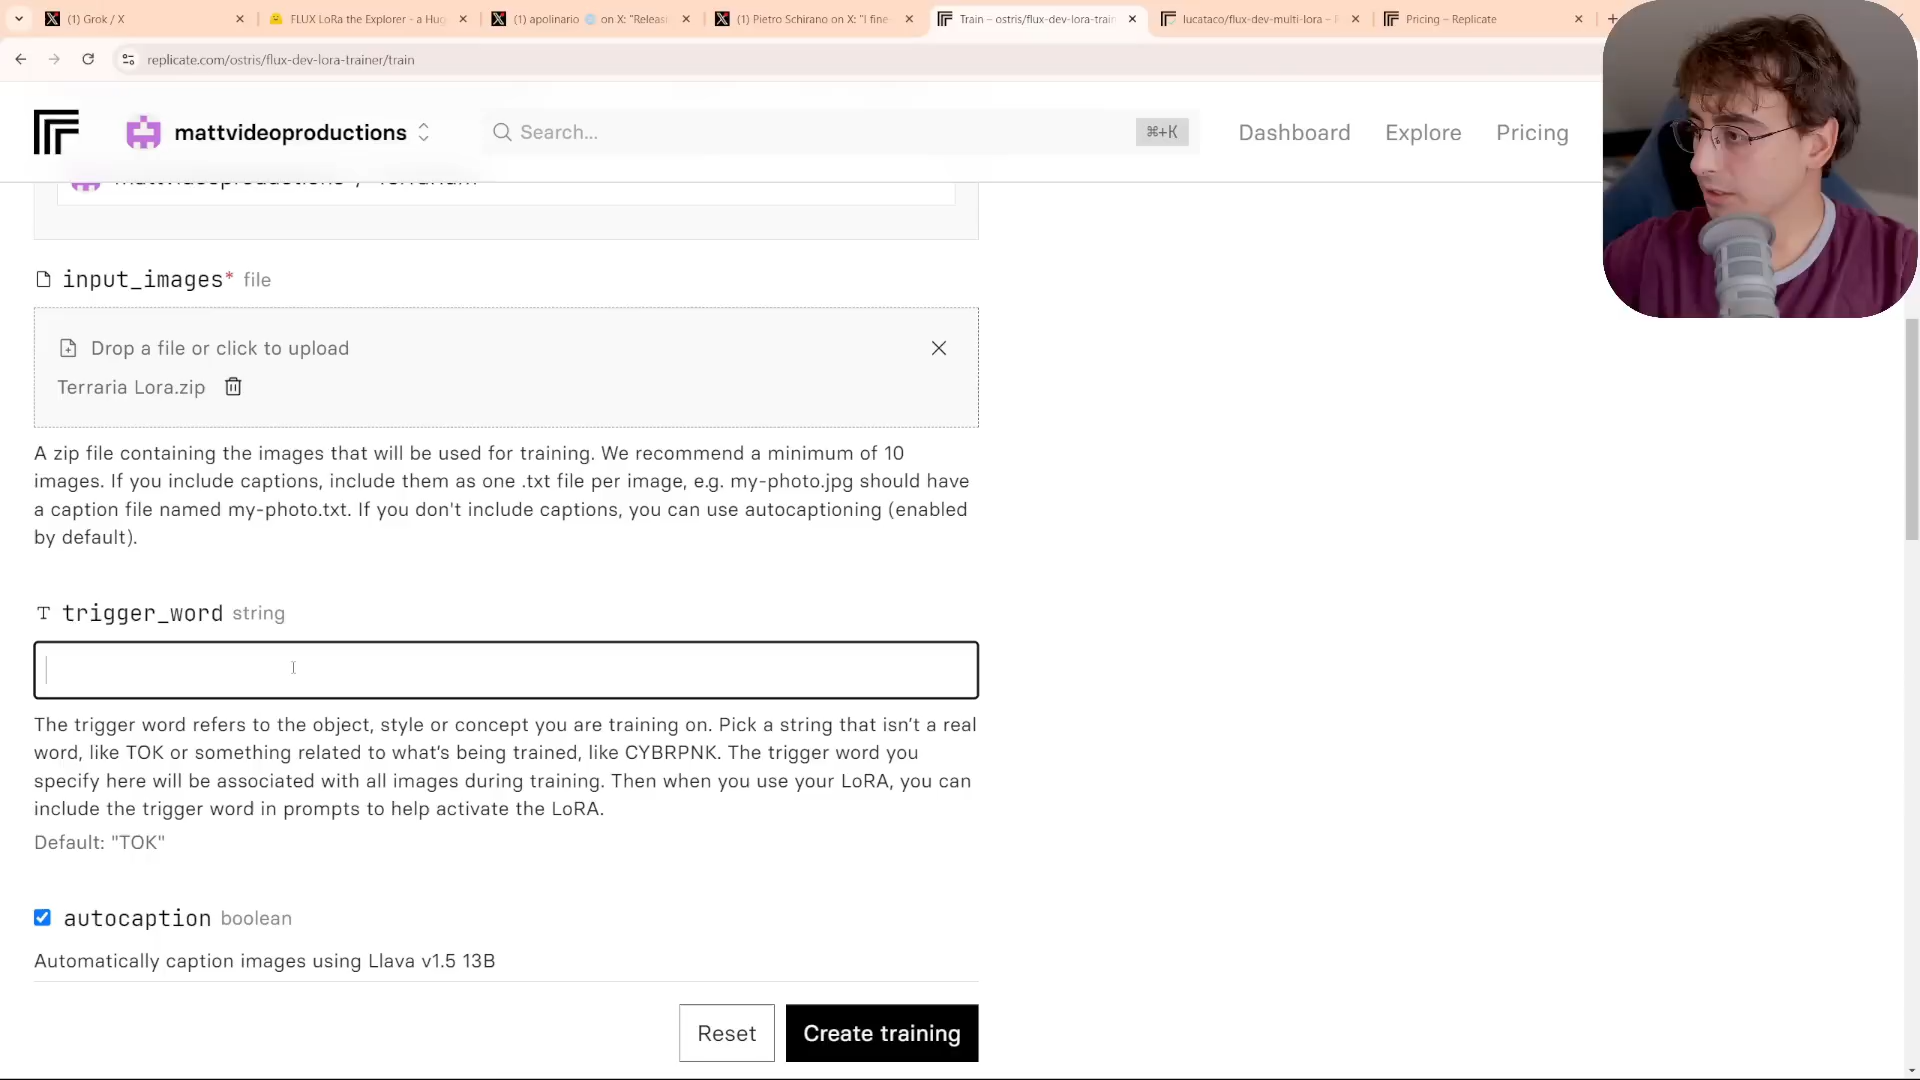 (1) Grok / X
FLUX LoRa the Explorer - a Hug
(1) apolinario on X: "Releasi
(1) Pietro Schirano on X: "I fine
Train – ostris/flux-dev-lora-train
lucataco/flux-dev-multi-lora –
Pricing – Replicate
replicate.com/ostris/flux-dev-lora-trainer/train
mattvideoproductions
Search...
⌘+K
Dashboard
Explore
Pricing
input_images* file
Drop a file or click to upload
Terraria Lora.zip
A zip file containing the images that will be used for training. We recommend a minimum of 10
images. If you include captions, include them as one .txt file per image, e.g. my-photo.jpg should have
a caption file named my-photo.txt. If you don't include captions, you can use autocaptioning (enabled
by default).
T trigger_word string
The trigger word refers to the object, style or concept you are training on. Pick a string that isn't a real
word, like TOK or something related to what's being trained, like CYBRPNK. The trigger word you
specify here will be associated with all images during training. Then when you use your LoRA, you can
include the trigger word in prompts to help activate the LoRA.
Default: "TOK"
autocaption boolean
Automatically caption images using Llava v1.5 13B
Reset
Create training